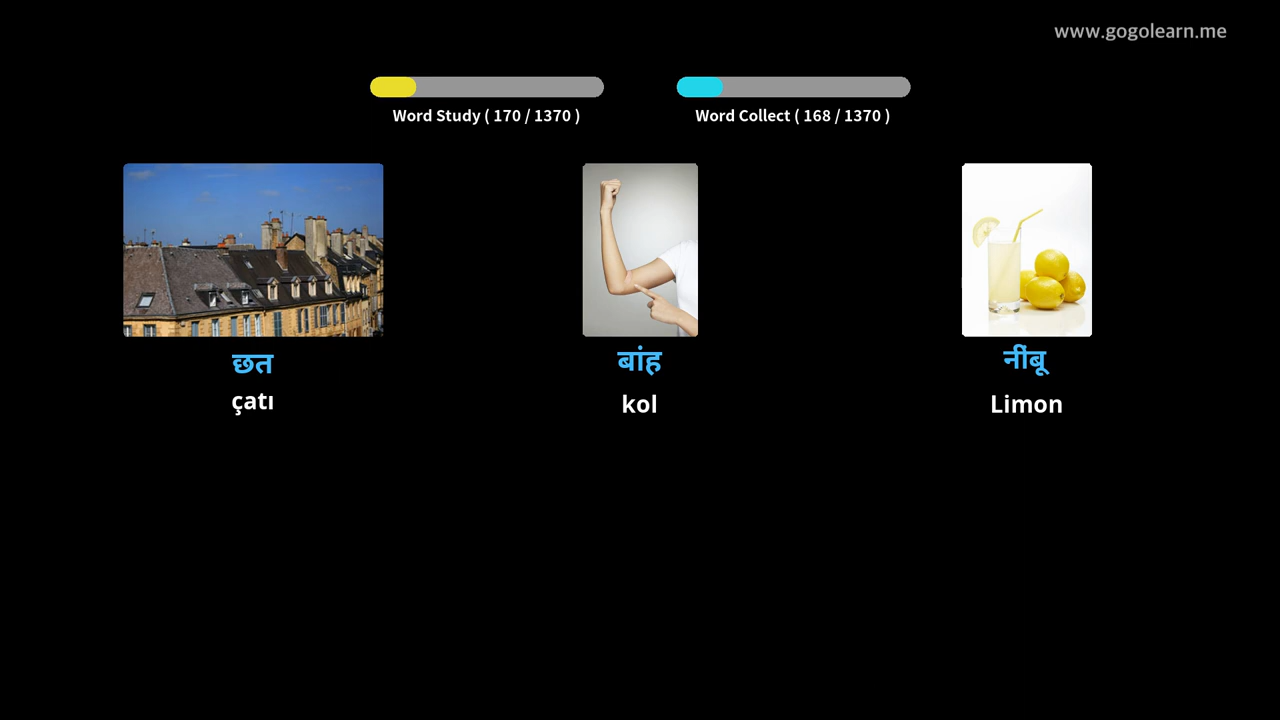 www.gogolearn.me
Word Study ( 170 / 1370 )
Word Collect ( 168 / 1370 )
छत
çatı
बांह
kol
नींबू
Limon